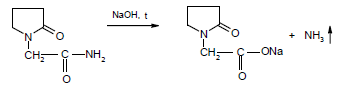 NaOH, t
O O
N N
CH₂ C NH₂ CH₂ C ONa + NH₃
O O